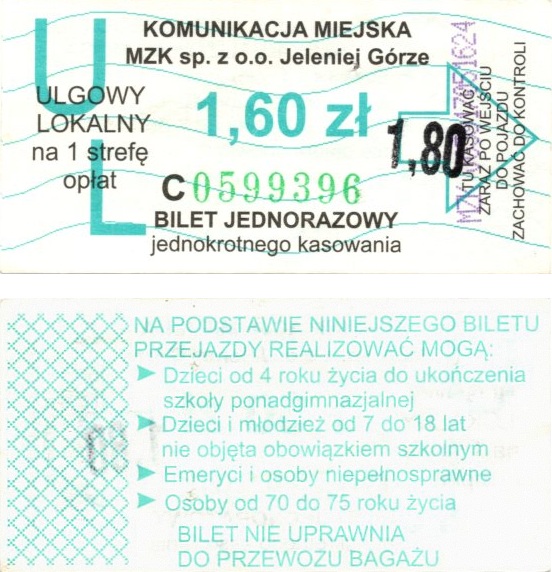 KOMUNIKACJA MIEJSKA
MZK sp. z o.o. Jeleniej Górze
UL
ULGOWY
LOKALNY
na 1 strefę
opłat
1,60 zł
1,80
C 0599396
BILET JEDNORAZOWY
jednokrotnego kasowania
TU KASOWAĆ
ZARAZ PO WEJŚCIU
DO POJAZDU
ZACHOWAĆ DO KONTROLI
NA PODSTAWIE NINIEJSZEGO BILETU
PRZEJAZDY REALIZOWAĆ MOGĄ:
Dzieci od 4 roku życia do ukończenia
szkoły ponadgimnazjalnej
Dzieci i młodzież od 7 do 18 lat
nie objęta obowiązkiem szkolnym
Emeryci i osoby niepełnosprawne
Osoby od 70 do 75 roku życia
BILET NIE UPRAWNIA
DO PRZEWOŻU BAGAŻU